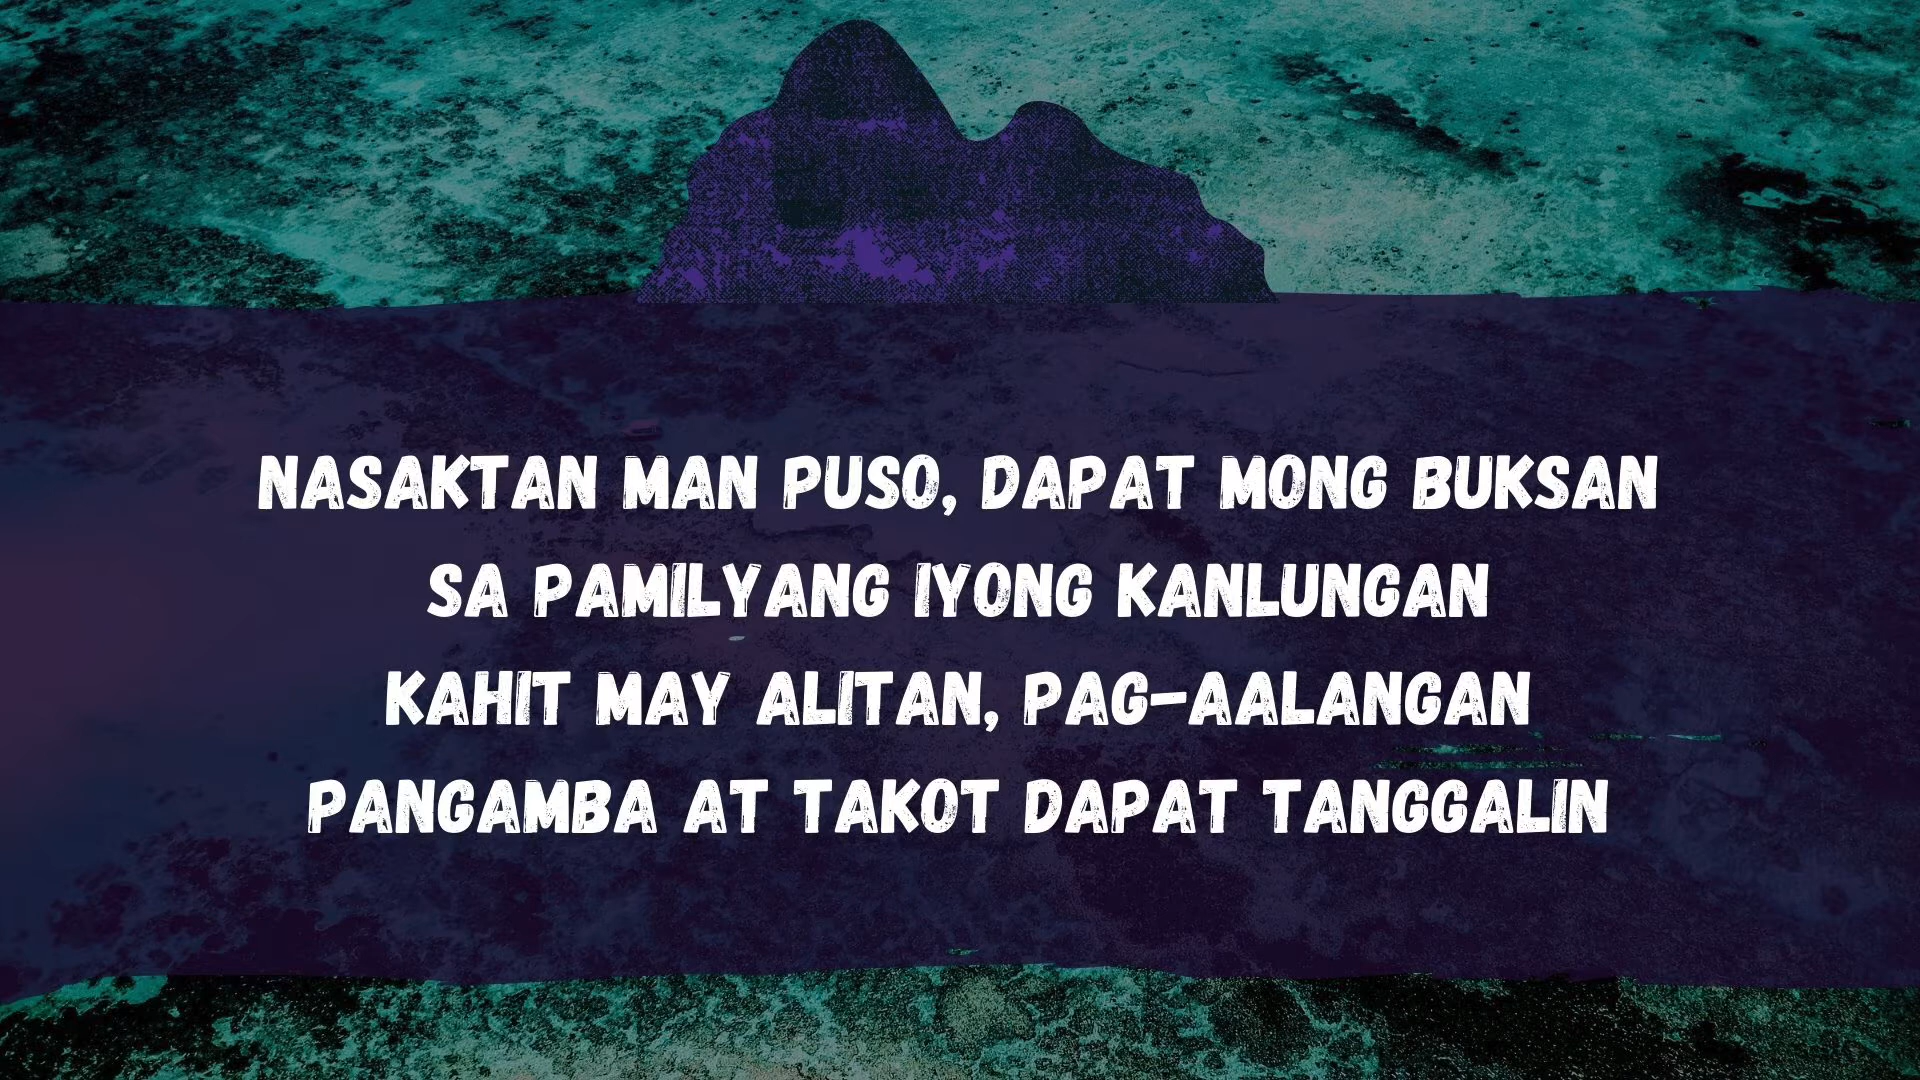 NASAKTAN MAN PUSO, DAPAT MONG BUKSAN
SA PAMILYANG IYONG KANLUNGAN
KAHIT MAY ALITAN, PAG-AALANGAN
PANGAMBA AT TAKOT DAPAT TANGGALIN